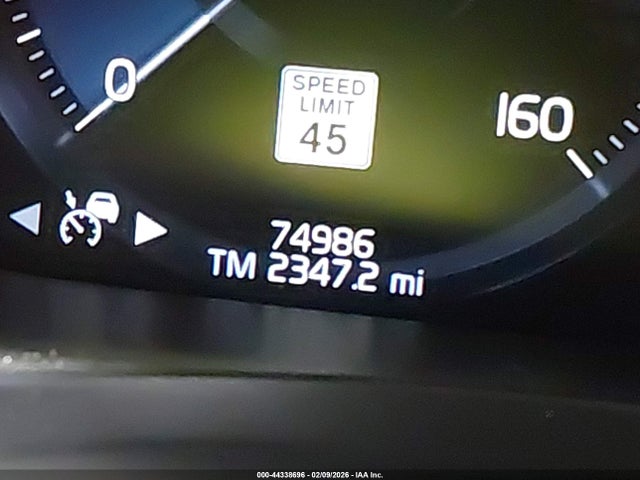 0
SPEED
LIMIT
45
160
74986
TM 2347.2 mi
000-44338696 - 02/09/2026 - IAA Inc.